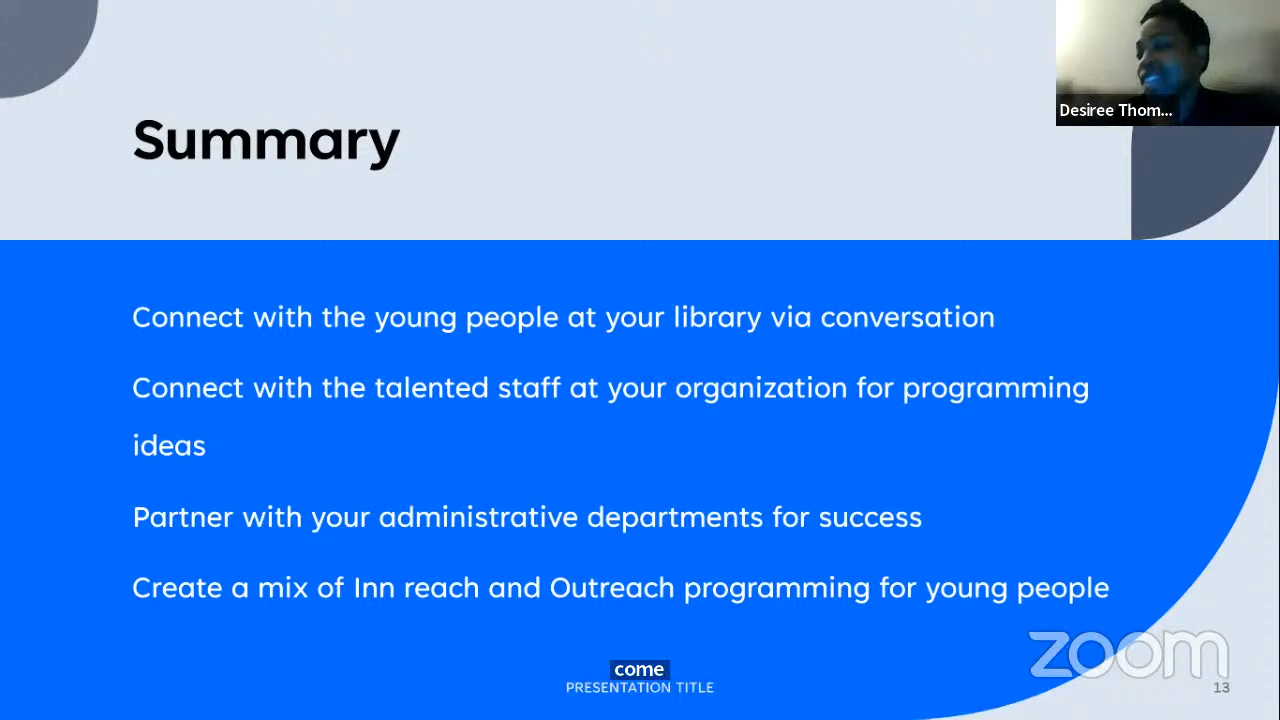 Desiree Thom...
Summary
Connect with the young people at your library via conversation
Connect with the talented staff at your organization for programming
ideas
Partner with your administrative departments for success
Create a mix of Inn reach and Outreach programming for young people
zoom
come
PRESENTATION TITLE
13